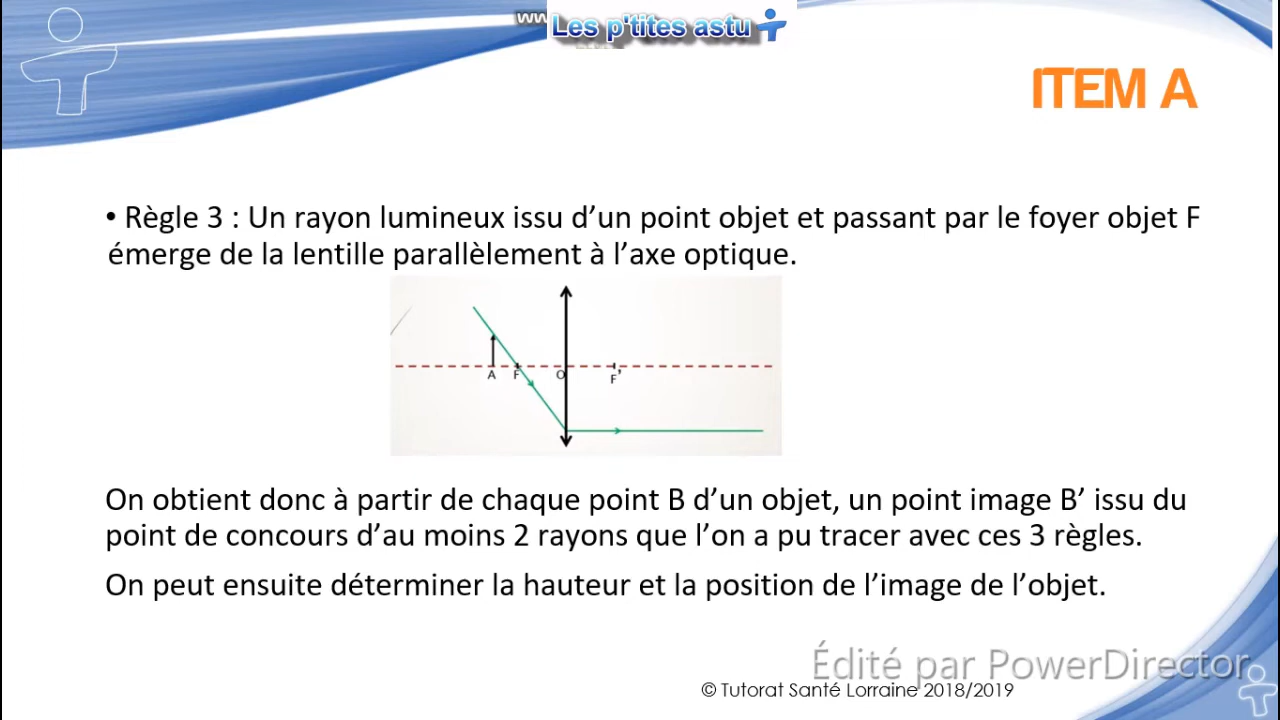 Les p'tites astu
ITEM A
• Règle 3 : Un rayon lumineux issu d’un point objet et passant par le foyer objet F
émerge de la lentille parallèlement à l’axe optique.
A F O F’
On obtient donc à partir de chaque point B d’un objet, un point image B’ issu du
point de concours d’au moins 2 rayons que l’on a pu tracer avec ces 3 règles.
On peut ensuite déterminer la hauteur et la position de l’image de l’objet.
Édité par PowerDirector
© Tutorat Santé Lorraine 2018/2019